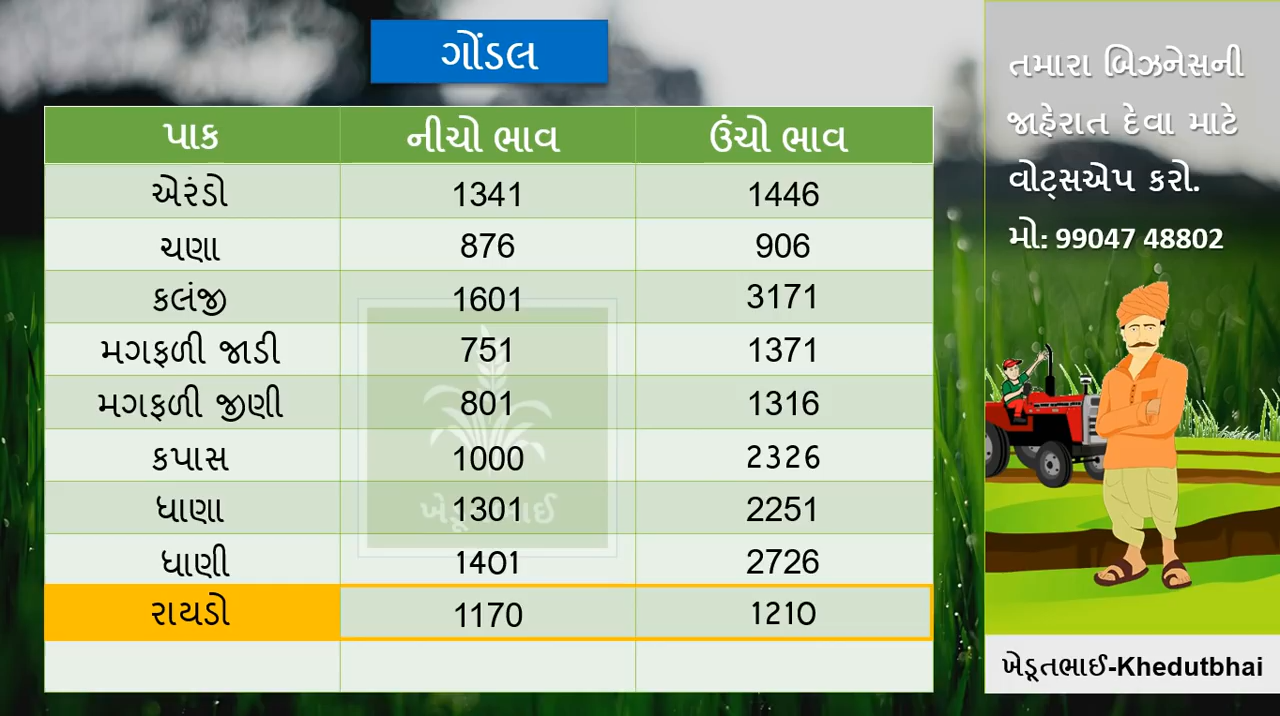 ગોંડલ
પાક નીચો ભાવ ઉંચો ભાવ
એરંડો 1341 1446
ચણા 876 906
કલંજી 1601 3171
મગફળી જાડી 751 1371
મગફળી જીણી 801 1316
કપાસ 1000 2326
ધાણા 1301 2251
ધાણી 1401 2726
રાયડો 1170 1210
તમારા બિઝનેસની
જાહેરાત દેવા માટે
વોટ્સએપ કરો.
મો: 99047 48802
ખેડૂતભાઈ-Khedutbhai